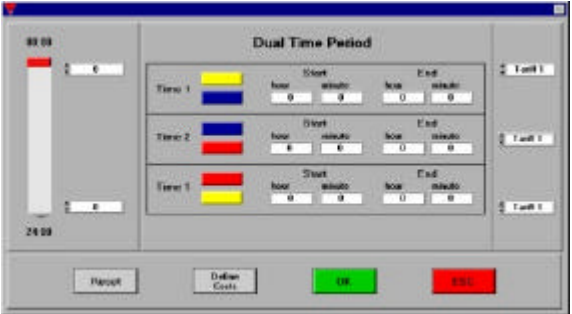 00:00
Dual Time Period
0
Tariff 1
Start End
hour minute hour minute
Time 1
0 0 0 0
Start End
hour minute hour minute
Time 2
0 0 0 0
Tariff 1
Start End
hour minute hour minute
Time 1
0 0 0 0
0
Tariff 1
24:00
Reset
Define
Costs
OK
ESC